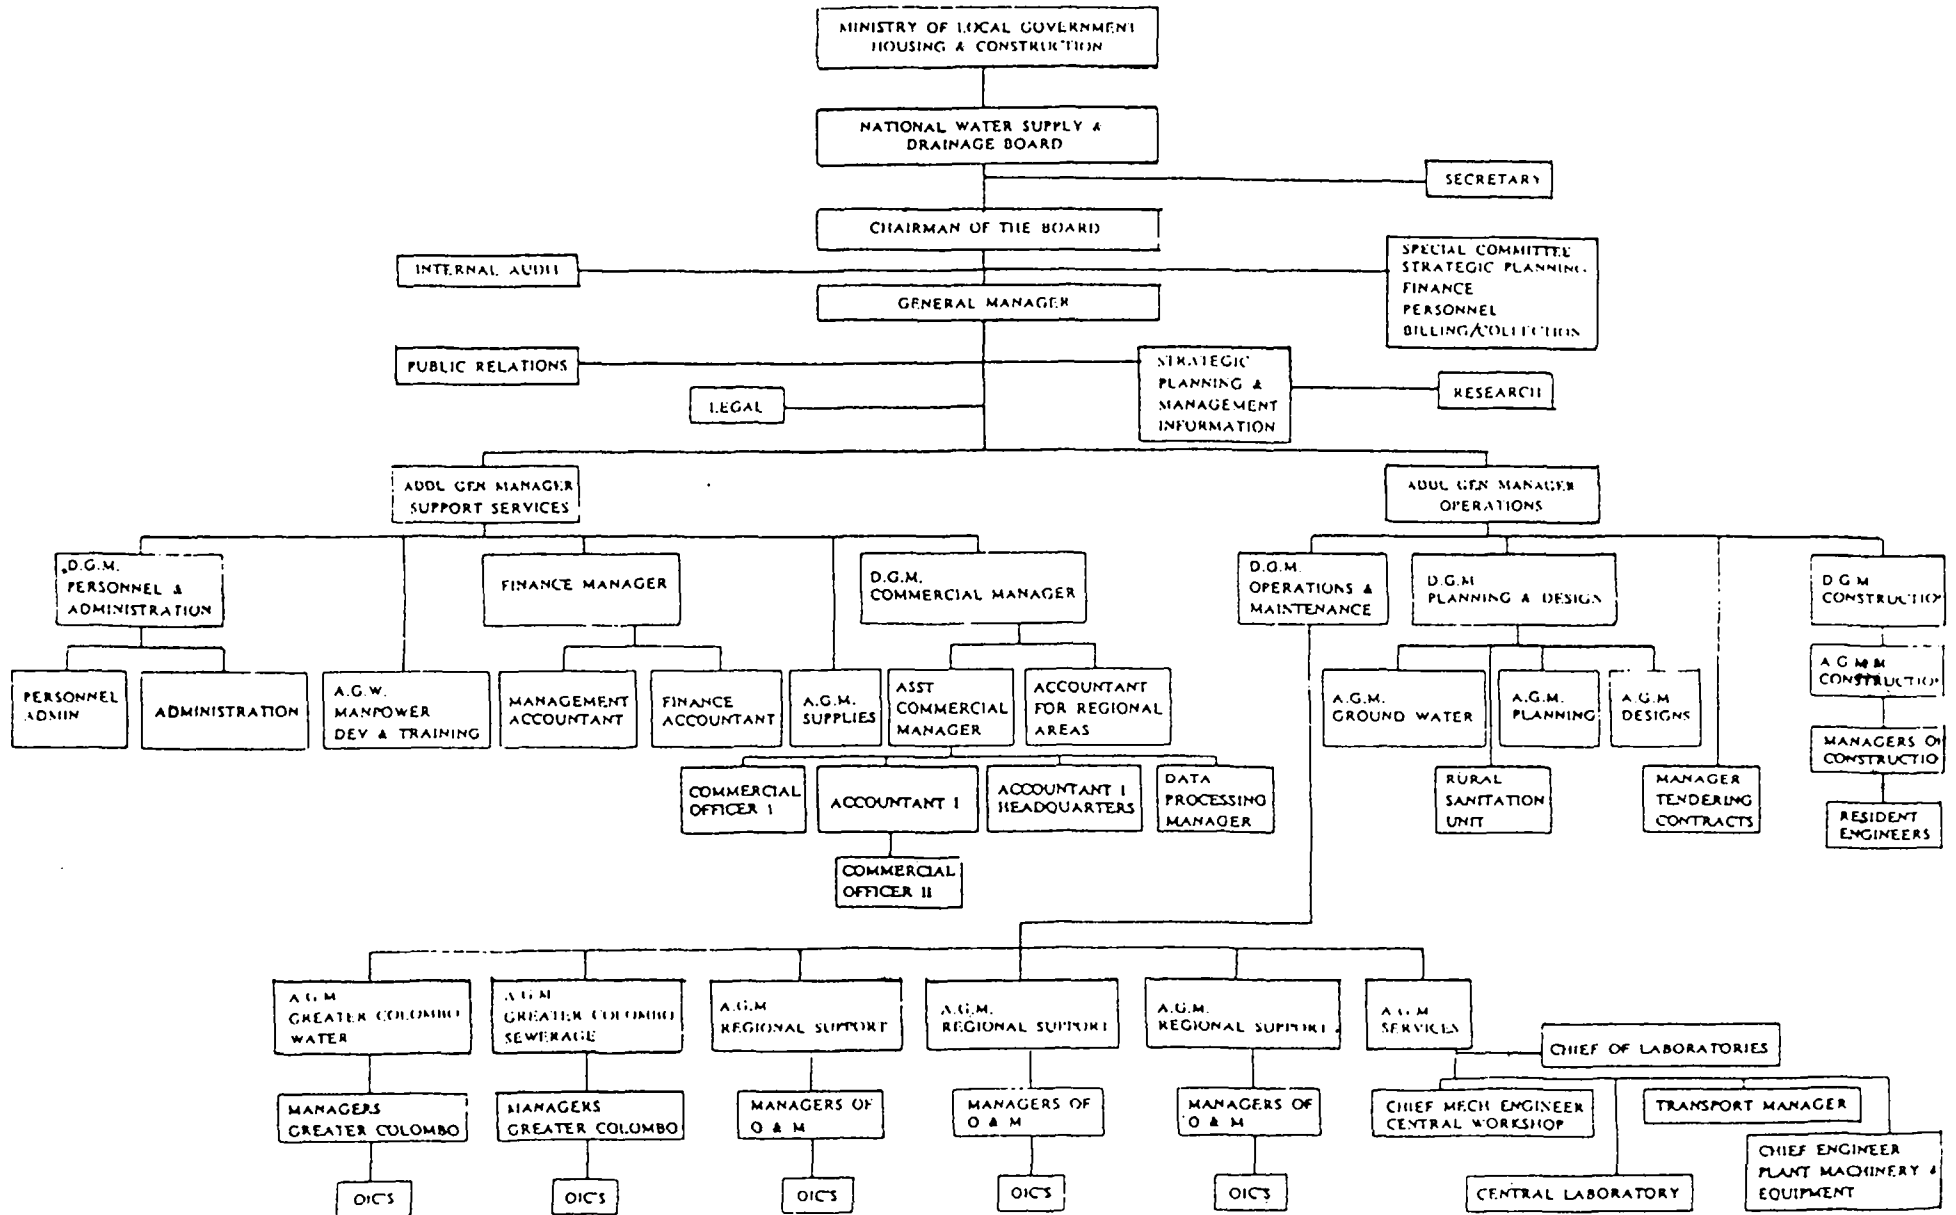 MINISTRY OF LOCAL GOVERNMENT
HOUSING & CONSTRUCTION
NATIONAL WATER SUPPLY &
DRAINAGE BOARD
SECRETARY
CHAIRMAN OF THE BOARD
INTERNAL AUDIT
SPECIAL COMMITTEE
STRATEGIC PLANNING
FINANCE
PERSONNEL
BILLING/COLLECTION
GENERAL MANAGER
PUBLIC RELATIONS
STRATEGIC
PLANNING &
MANAGEMENT
INFORMATION
RESEARCH
LEGAL
ADDL GEN MANAGER
SUPPORT SERVICES
ADDL GEN MANAGER
OPERATIONS
D.G.M.
PERSONNEL &
ADMINISTRATION
FINANCE MANAGER
D.G.M.
COMMERCIAL MANAGER
D.G.M.
OPERATIONS &
MAINTENANCE
D.G.M
PLANNING & DESIGN
D G M
CONSTRUCTIO
PERSONNEL
ADMIN
ADMINISTRATION
A.G.W.
MANPOWER
DEV & TRAINING
MANAGEMENT
ACCOUNTANT
FINANCE
ACCOUNTANT
A.G.M.
SUPPLIES
ASST
COMMERCIAL
MANAGER
ACCOUNTANT
FOR REGIONAL
AREAS
A.G.M.
GROUND WATER
A.G.M.
PLANNING
A.G.M
DESIGNS
A G M
CONSTRUCTIO
MANAGERS O
CONSTRUCTIO
COMMERCIAL
OFFICER I
ACCOUNTANT I
ACCOUNTANT I
HEADQUARTERS
DATA
PROCESSING
MANAGER
RURAL
SANITATION
UNIT
MANAGER
TENDERING
CONTRACTS
RESIDENT
ENGINEERS
COMMERCIAL
OFFICER II
A.G.M
GREATER COLOMBO
WATER
A.G.M
GREATER COLOMBO
SEWERAGE
A.G.M
REGIONAL SUPPORT
A.G.M.
REGIONAL SUPPORT
A.G.M.
REGIONAL SUPPORT
A.G.M
SERVICES
CHIEF OF LABORATORIES
MANAGERS
GREATER COLOMBO
MANAGERS
GREATER COLOMBO
MANAGERS OF
O & M
MANAGERS OF
O & M
MANAGERS OF
O & M
CHIEF MECH ENGINEER
CENTRAL WORKSHOP
TRANSPORT MANAGER
CHIEF ENGINEER
PLANT MACHINERY &
EQUIPMENT
OIC'S
OIC'S
OIC'S
OIC'S
OIC'S
CENTRAL LABORATORY